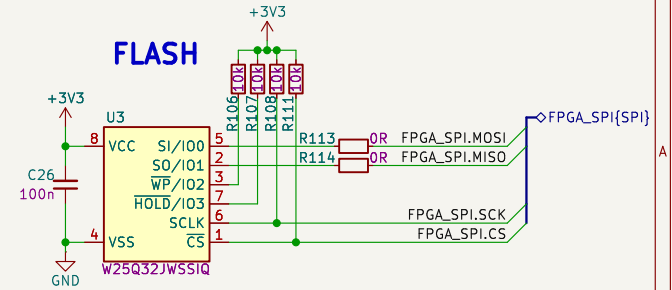 +3V3
FLASH
10k 10k 10k 10k
R106 R107 R108 R111
+3V3
U3
FPGA_SPI{SPI}
8 VCC SI/IO0 5 R113 0R FPGA_SPI.MOSI
SO/IO1 2 R114 0R FPGA_SPI.MISO
A
C26
100n
WP/IO2 3
HOLD/IO3 7
SCLK 6 FPGA_SPI.SCK
4 VSS CS 1 FPGA_SPI.CS
W25Q32JWSSIQ
GND